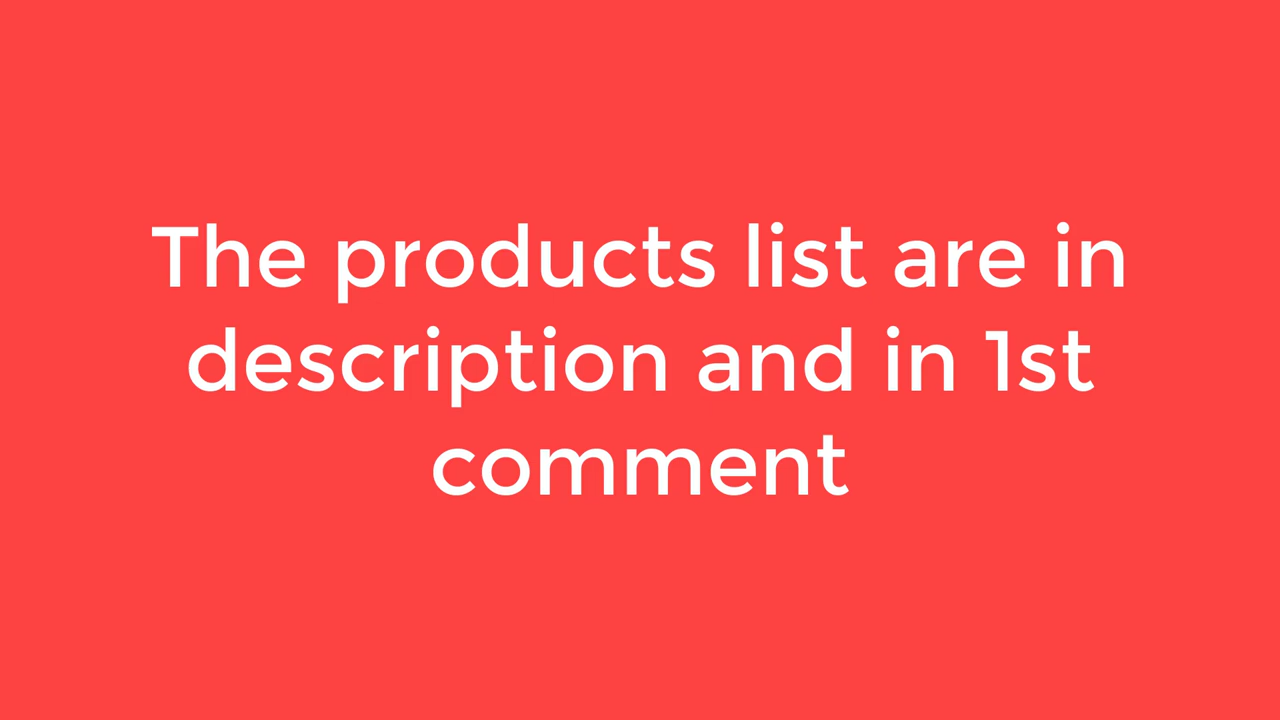 The products list are in
description and in 1st
comment